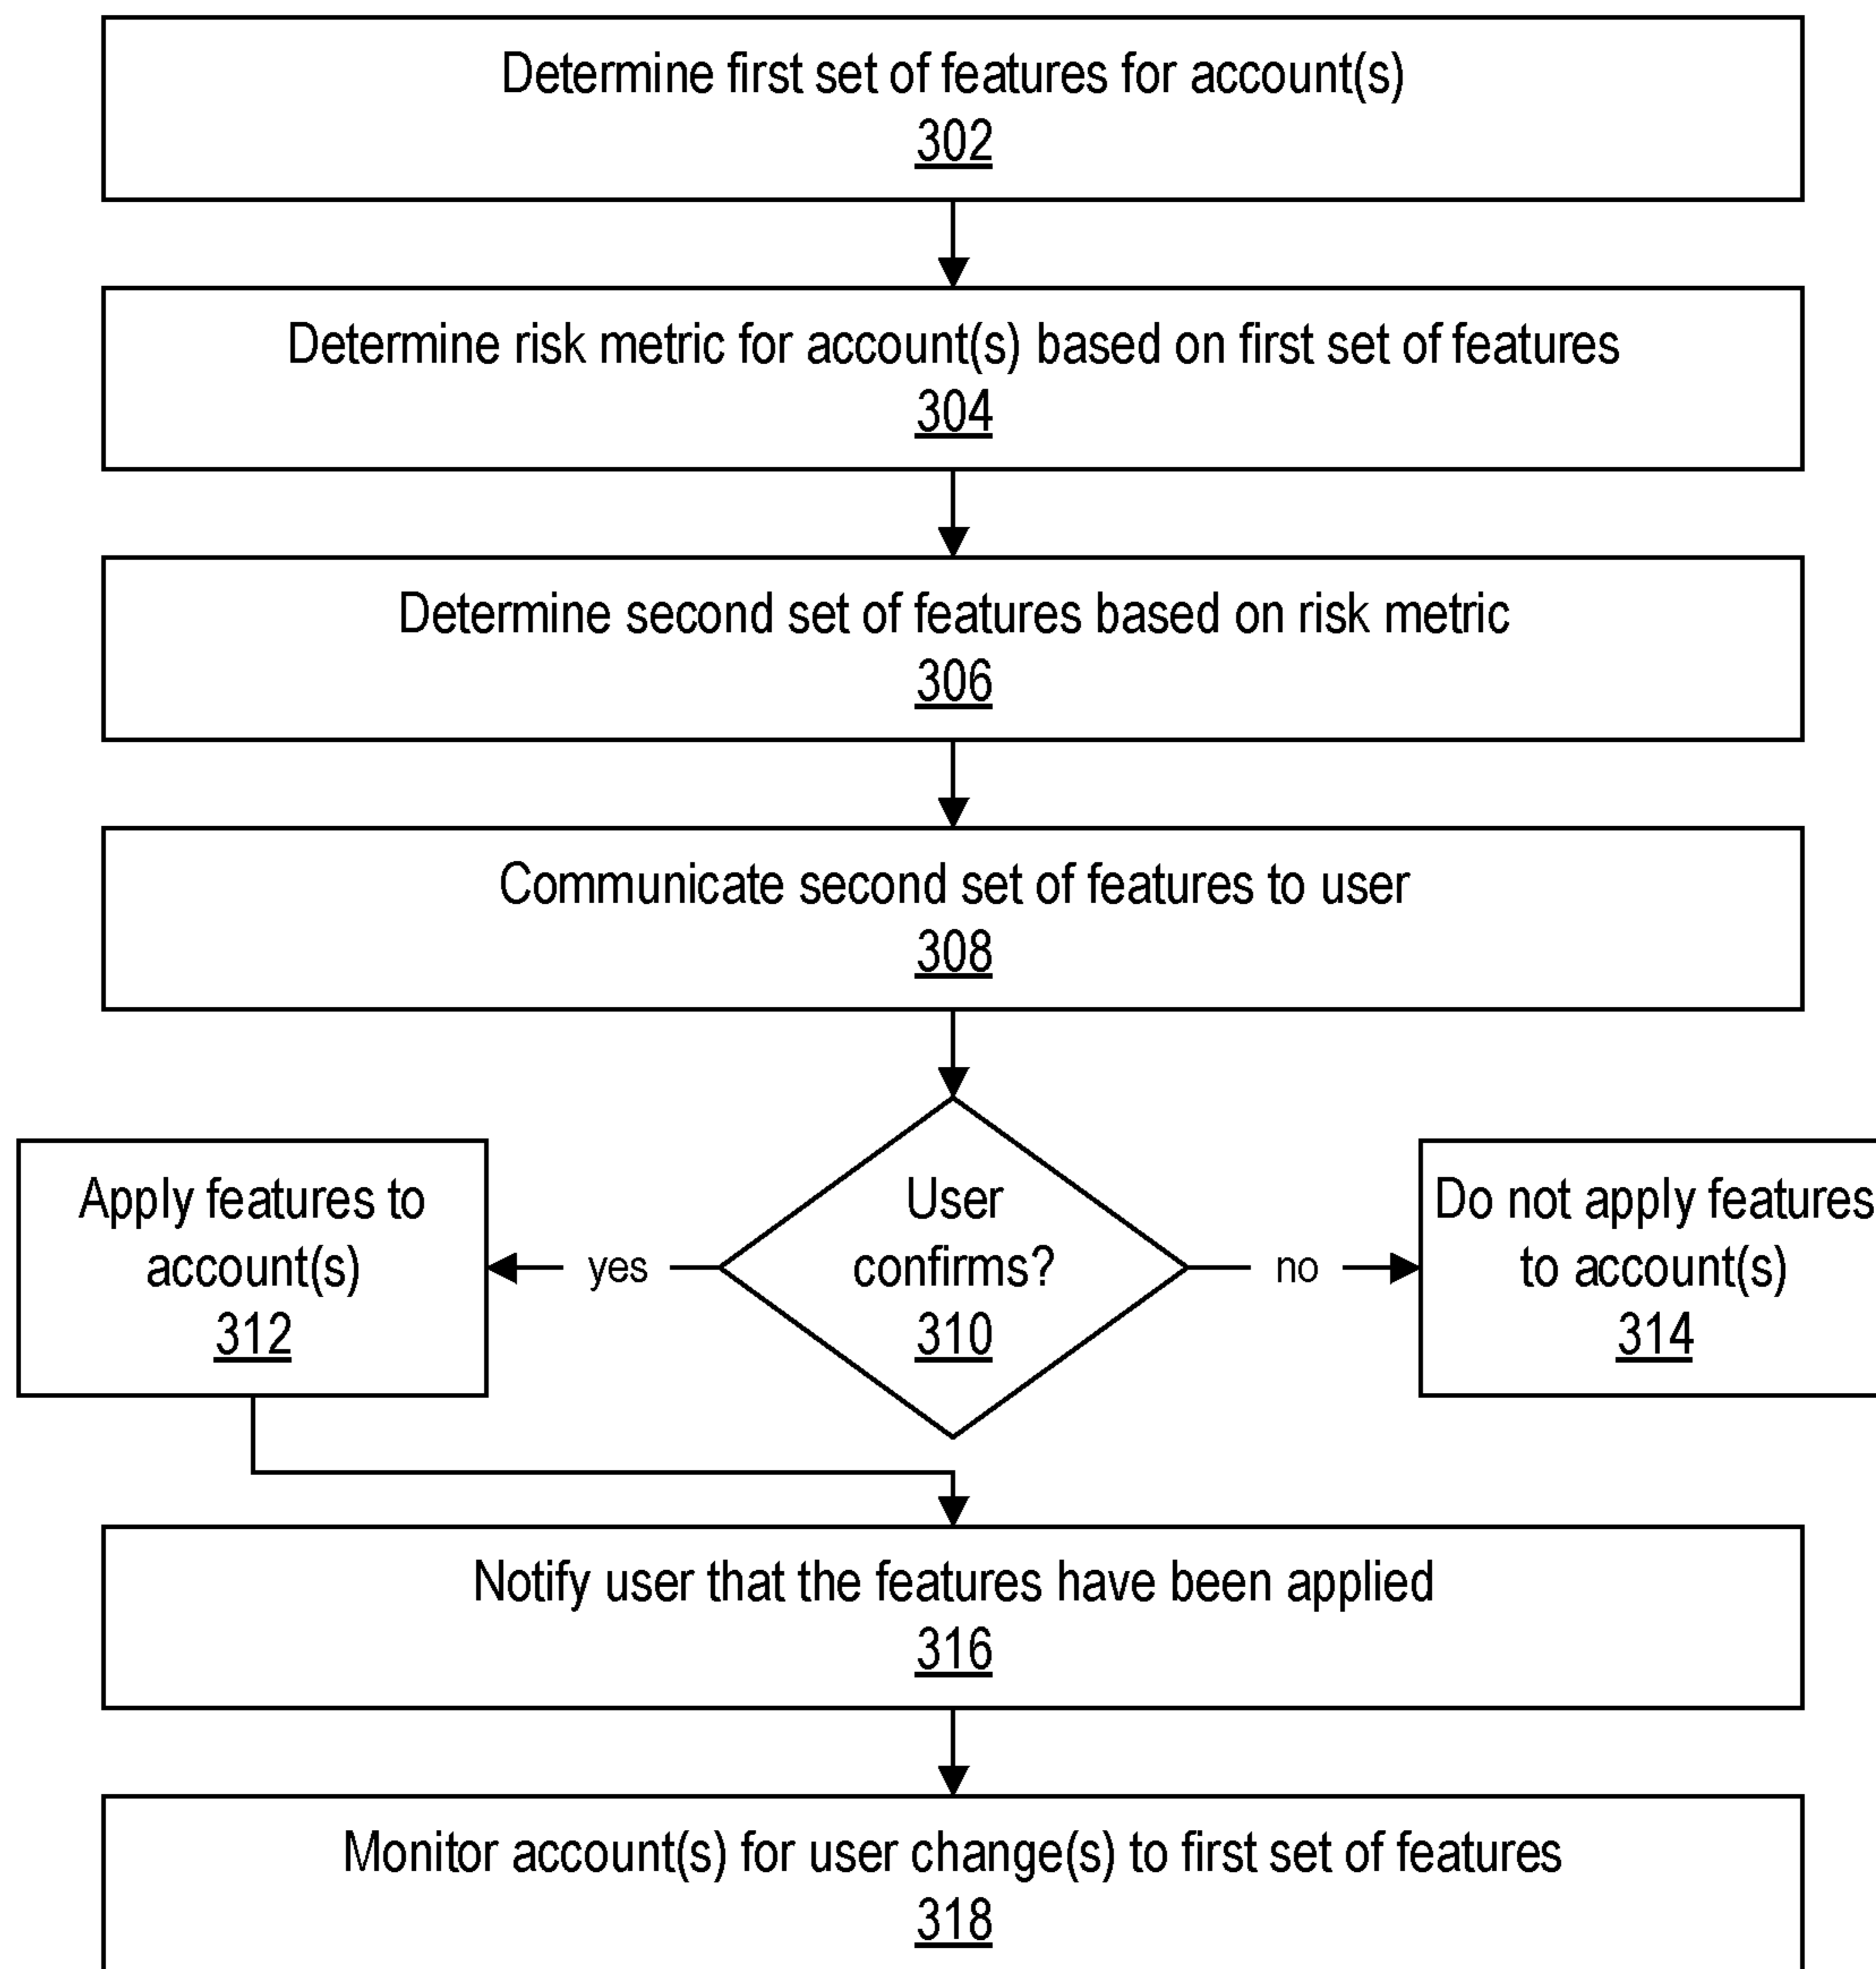 Determine first set of features for account(s)
302
Determine risk metric for account(s) based on first set of features
304
Determine second set of features based on risk metric
306
Communicate second set of features to user
308
Apply features to
account(s)
312
yes
User
confirms?
310
no
Do not apply features
to account(s)
314
Notify user that the features have been applied
316
Monitor account(s) for user change(s) to first set of features
318